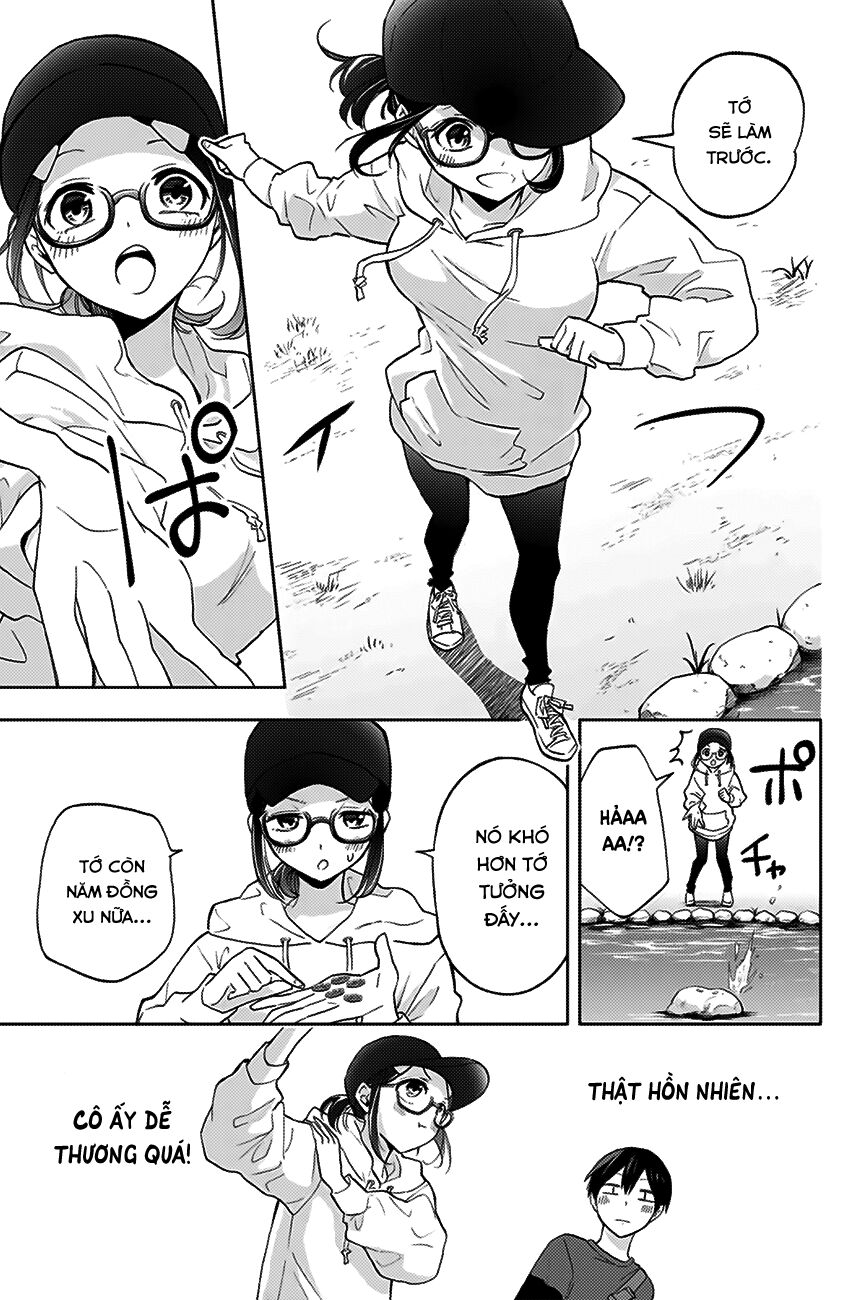 TỚ
SẼ LÀM
TRƯỚC.
イッ
ぱ
HẢAA
AA!?
ポ
チャ
NÓ KHÓ
HƠN TỚ
TƯỞNG
ĐẤY...
TỚ CÒN
NĂM ĐỒNG
XU NỮA...
THẬT HỒN NHIÊN...
CÔ ẤY DỄ
THƯƠNG QUÁ!